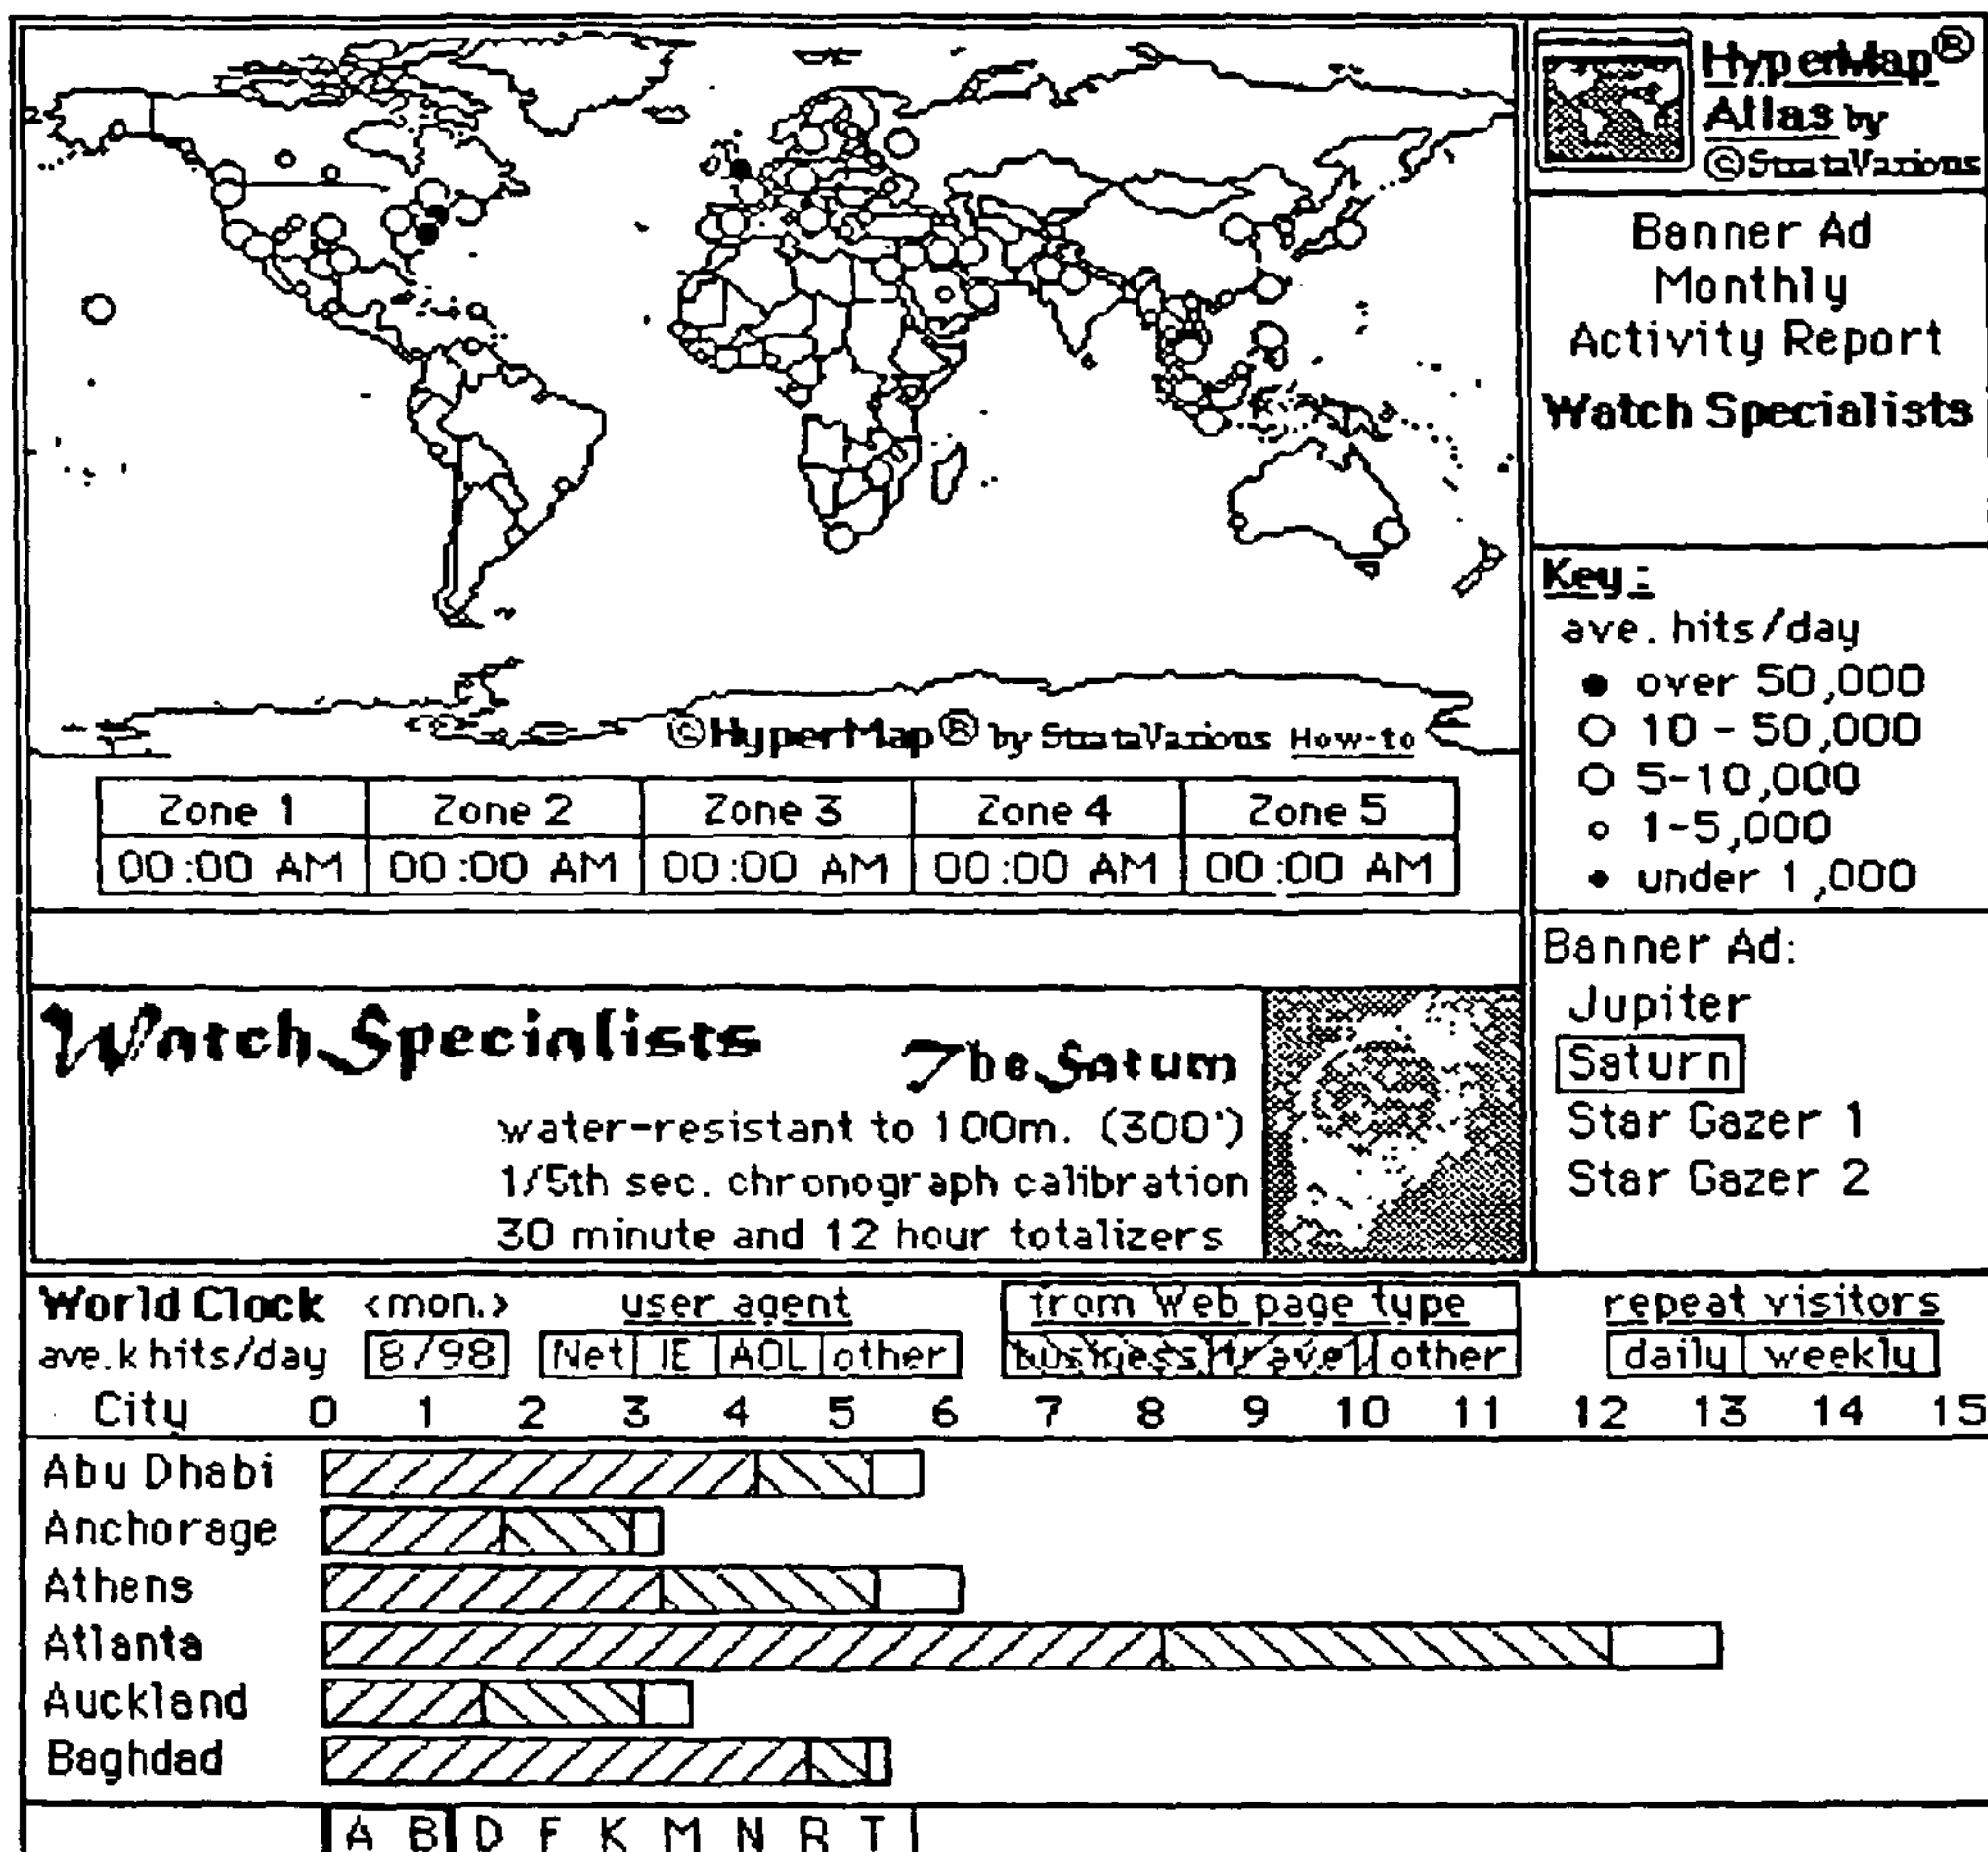 HyperMap®
Atlas by
©StrataVarious
Banner Ad
Monthly
Activity Report
Watch Specialists
Key:
ave. hits/day
● over 50,000
○ 10 - 50,000
○ 5-10,000
○ 1-5,000
● under 1,000
©HyperMap® by StrataVarious How-to
Zone 1 Zone 2 Zone 3 Zone 4 Zone 5
00:00 AM 00:00 AM 00:00 AM 00:00 AM 00:00 AM
Banner Ad:
Jupiter
Saturn
Star Gazer 1
Star Gazer 2
Watch Specialists
The Saturn
water-resistant to 100m. (300')
1/5th sec. chronograph calibration
30 minute and 12 hour totalizers
World Clock <mon.> user agent from Web page type repeat visitors
ave.k hits/day 8/98 Net IE AOL other business travel other daily weekly
City 0 1 2 3 4 5 6 7 8 9 10 11 12 13 14 15
Abu Dhabi
Anchorage
Athens
Atlanta
Auckland
Baghdad
A B D F K M N R T